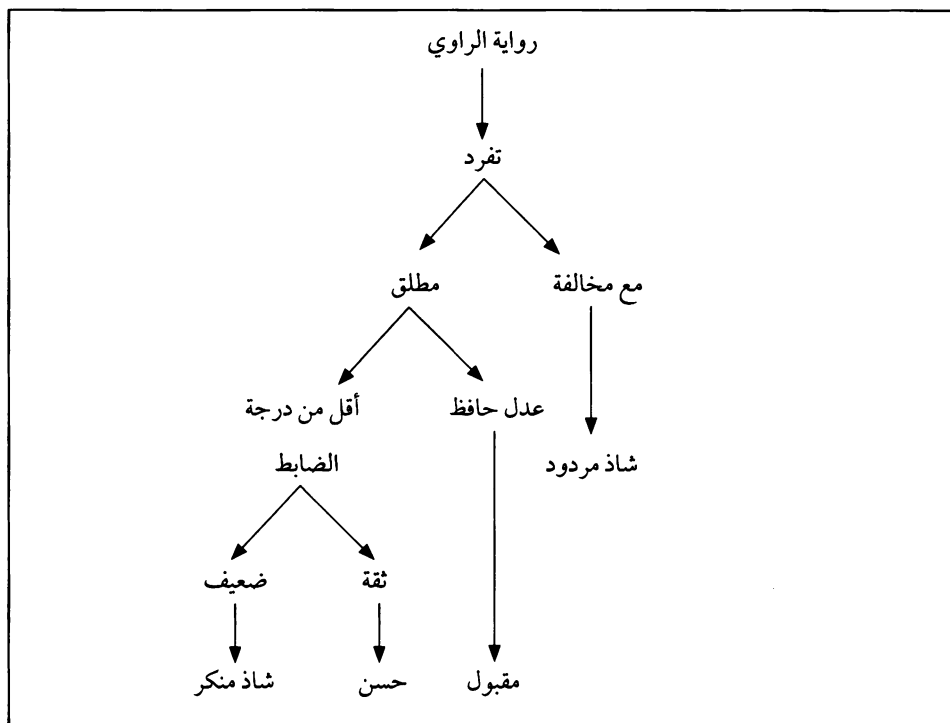 رواية الراوي
تفرد
مع مخالفة
مطلق
عدل حافظ
أقل من درجة
الضابط
شاذ مردود
ثقة
ضعيف
مقبول
حسن
شاذ منكر